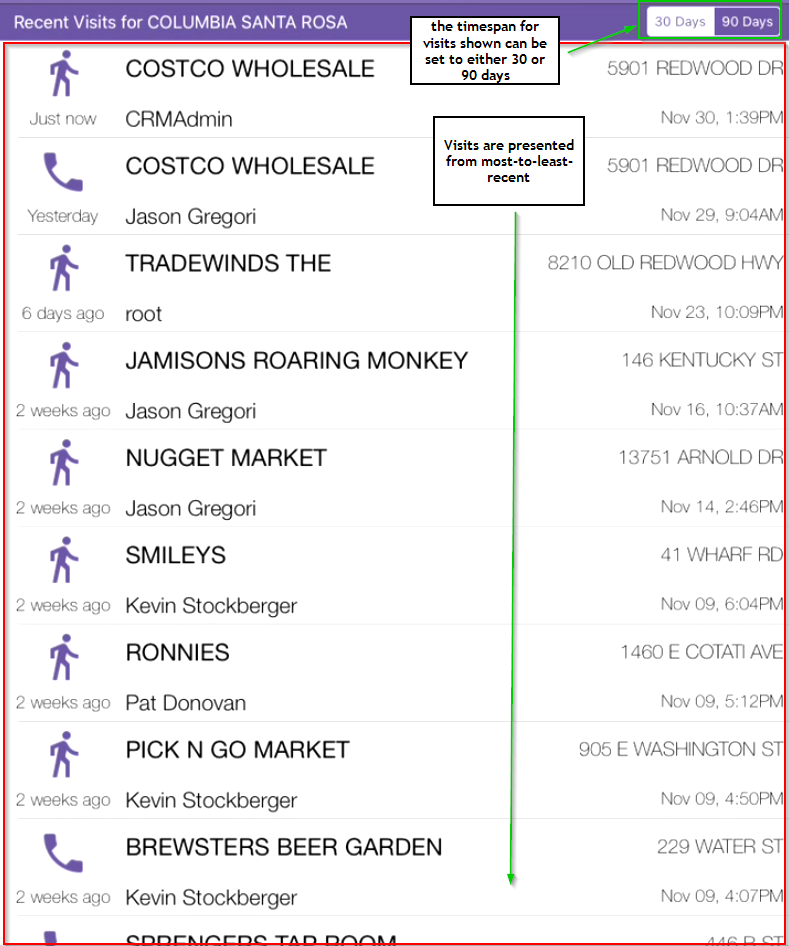 Recent Visits for COLUMBIA SANTA ROSA
30 Days 90 Days
the timespan for
visits shown can be
set to either 30 or
90 days
COSTCO WHOLESALE 5901 REDWOOD DR
Just now CRMAdmin Nov 30, 1:39PM
Visits are presented
from most-to-least-
recent
COSTCO WHOLESALE 5901 REDWOOD DR
Yesterday Jason Gregori Nov 29, 9:04AM
TRADEWINDS THE 8210 OLD REDWOOD HWY
6 days ago root Nov 23, 10:09PM
JAMISONS ROARING MONKEY 146 KENTUCKY ST
2 weeks ago Jason Gregori Nov 16, 10:37AM
NUGGET MARKET 13751 ARNOLD DR
2 weeks ago Jason Gregori Nov 14, 2:46PM
SMILEYS 41 WHARF RD
2 weeks ago Kevin Stockberger Nov 09, 6:04PM
RONNIES 1460 E COTATI AVE
2 weeks ago Pat Donovan Nov 09, 5:12PM
PICK N GO MARKET 905 E WASHINGTON ST
2 weeks ago Kevin Stockberger Nov 09, 4:50PM
BREWSTERS BEER GARDEN 229 WATER ST
2 weeks ago Kevin Stockberger Nov 09, 4:07PM
SPRENGERS TAP ROOM ST